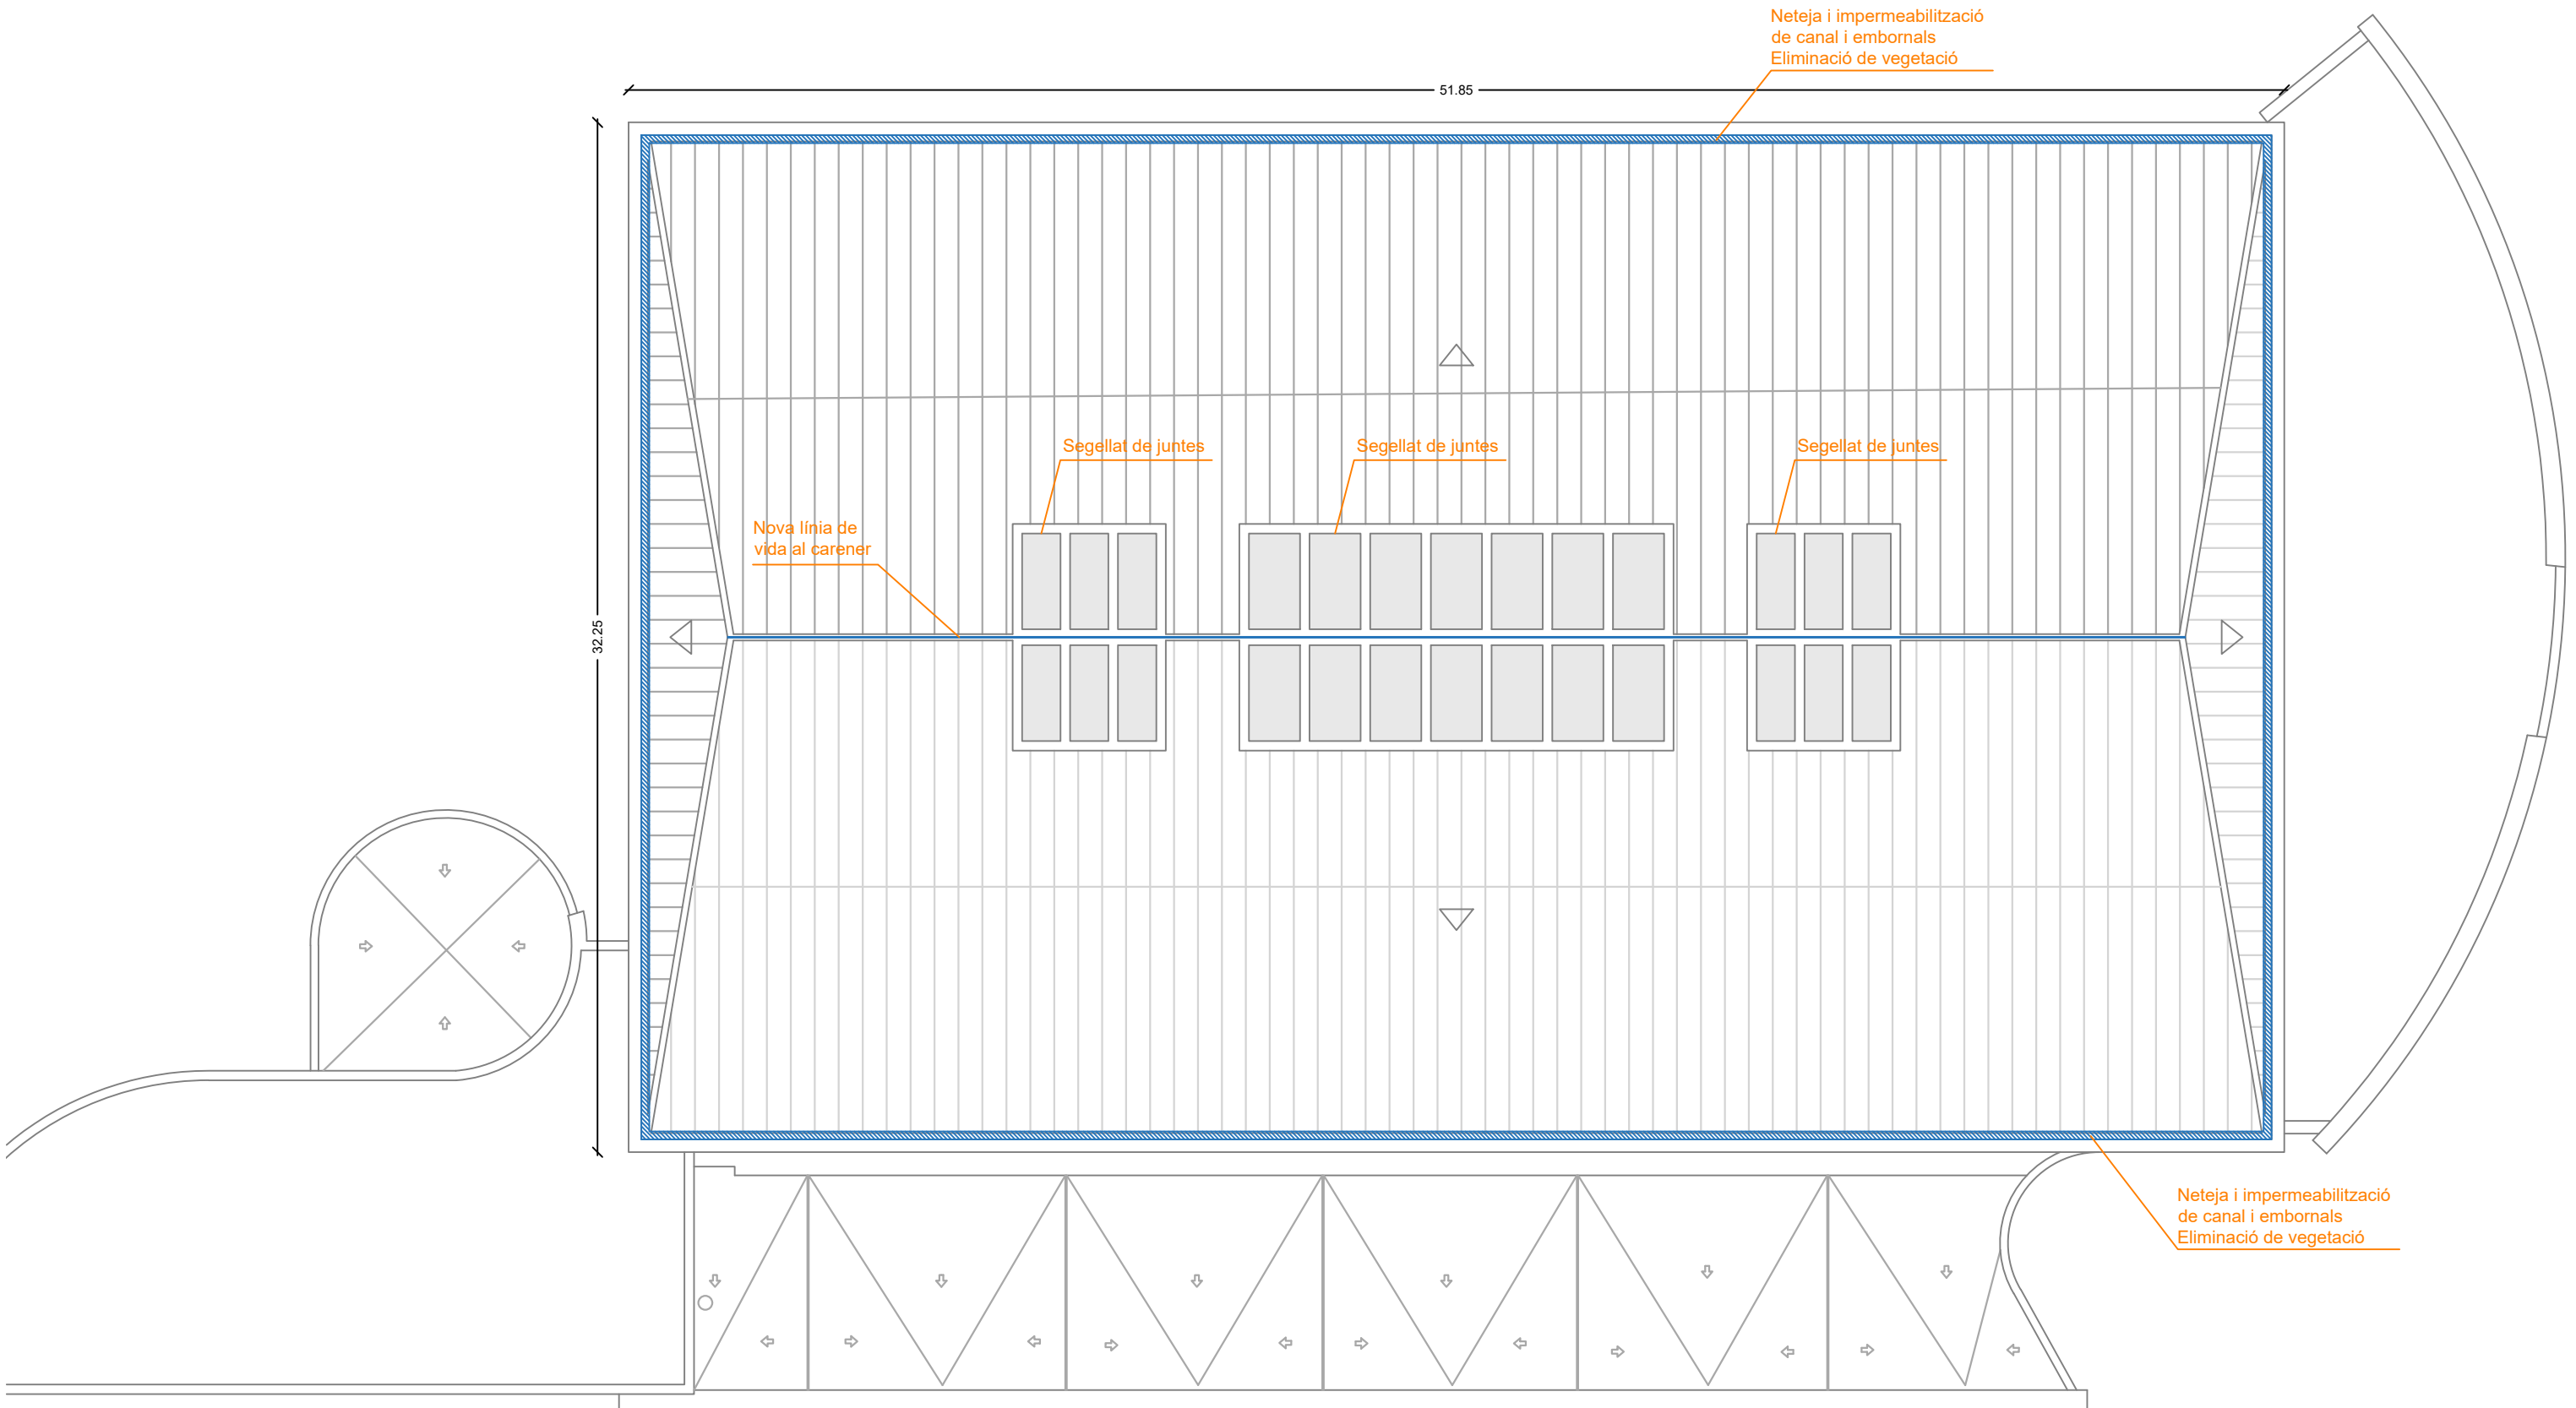 Neteja i impermeabilització
de canal i embornals
Eliminació de vegetació
51.85
Segellat de juntes
Segellat de juntes
Segellat de juntes
Nova línia de
vida al carener
32.25
Neteja i impermeabilització
de canal i embornals
Eliminació de vegetació